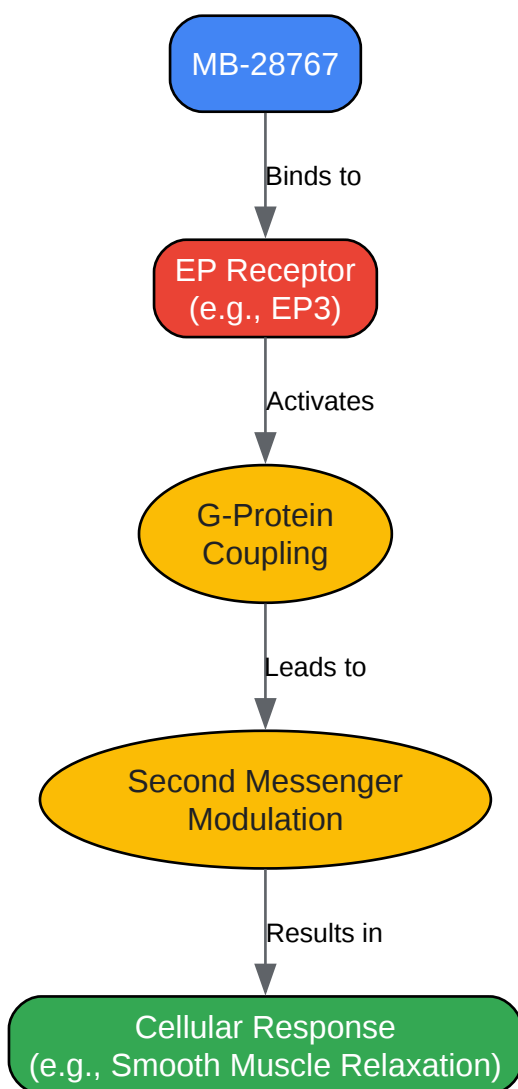 MB-28767
Binds to
EP Receptor
(e.g., EP3)
Activates
G-Protein
Coupling
Leads to
Second Messenger
Modulation
Results in
Cellular Response
(e.g., Smooth Muscle Relaxation)